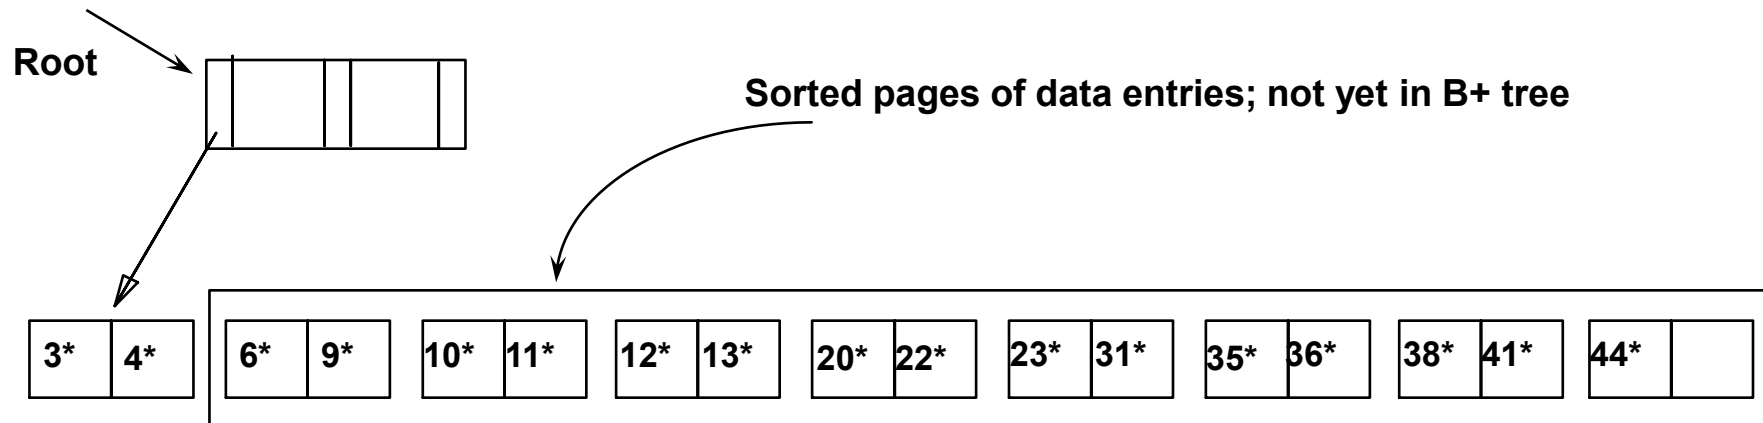 Root
Sorted pages of data entries; not yet in B+ tree
3* 4* 6* 9* 10* 11* 12* 13* 20* 22* 23* 31* 35* 36* 38* 41* 44*